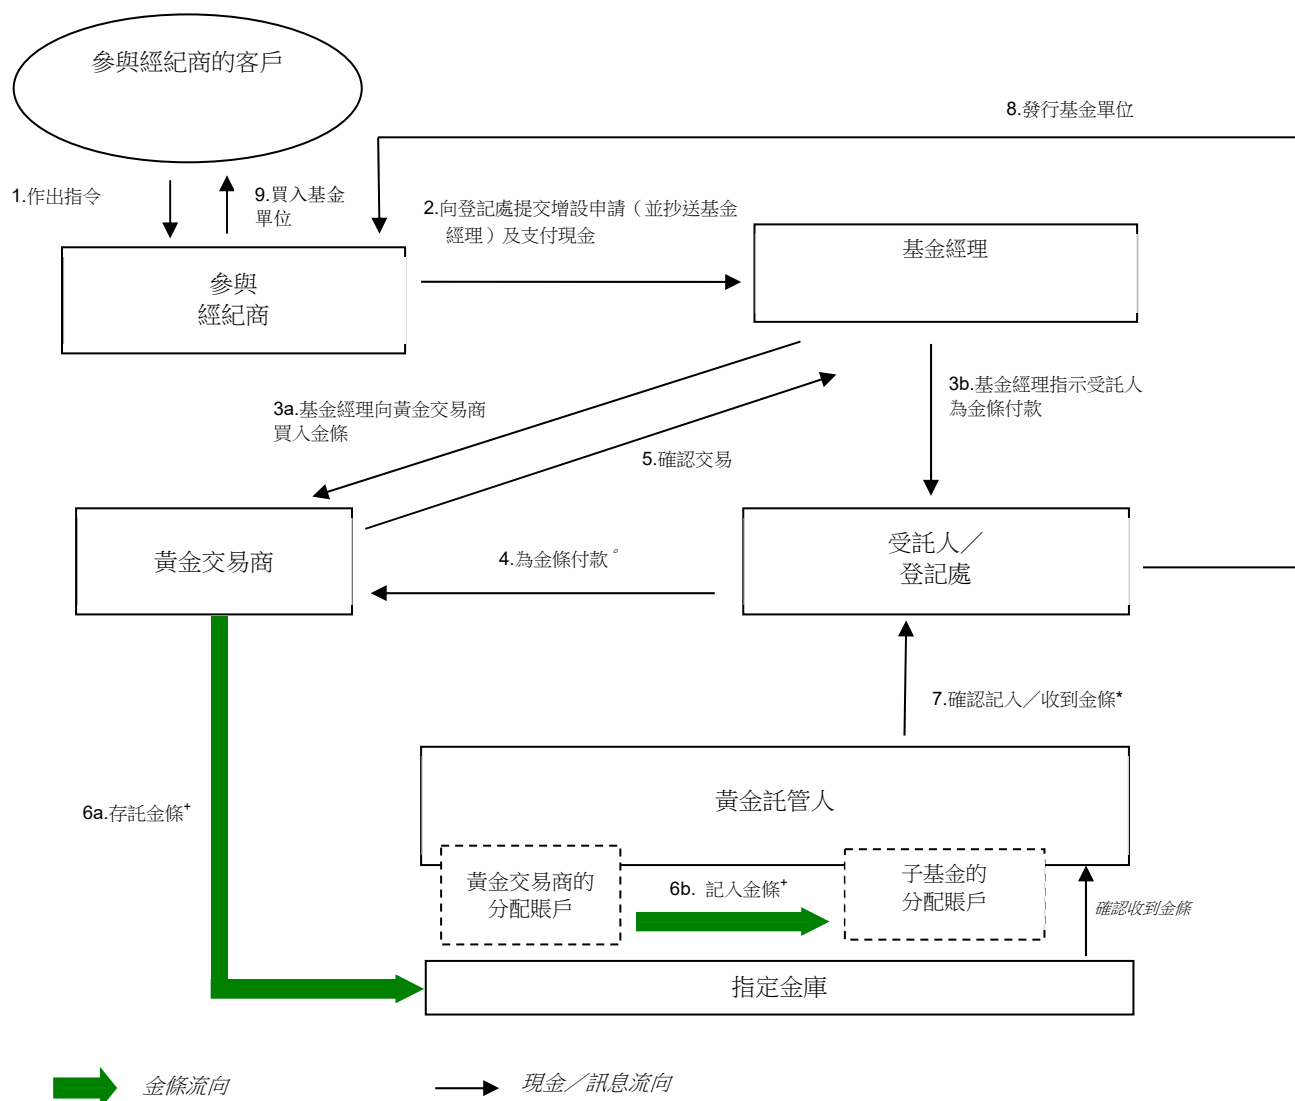 參與經紀商的客戶
8.發行基金單位
1.作出指令
9.買入基金
單位
2.向登記處提交增設申請（並抄送基金
經理）及支付現金
基金經理
參與
經紀商
3a.基金經理向黃金交易商
買入金條
3b.基金經理指示受託人
為金條付款
5.確認交易
黃金交易商
4.為金條付款°
受託人／
登記處
7.確認記入／收到金條*
6a.存託金條⁺
黃金託管人
黃金交易商的
分配賬戶
6b. 記入金條⁺
子基金的
分配賬戶
確認收到金條
指定金庫
金條流向
現金／訊息流向